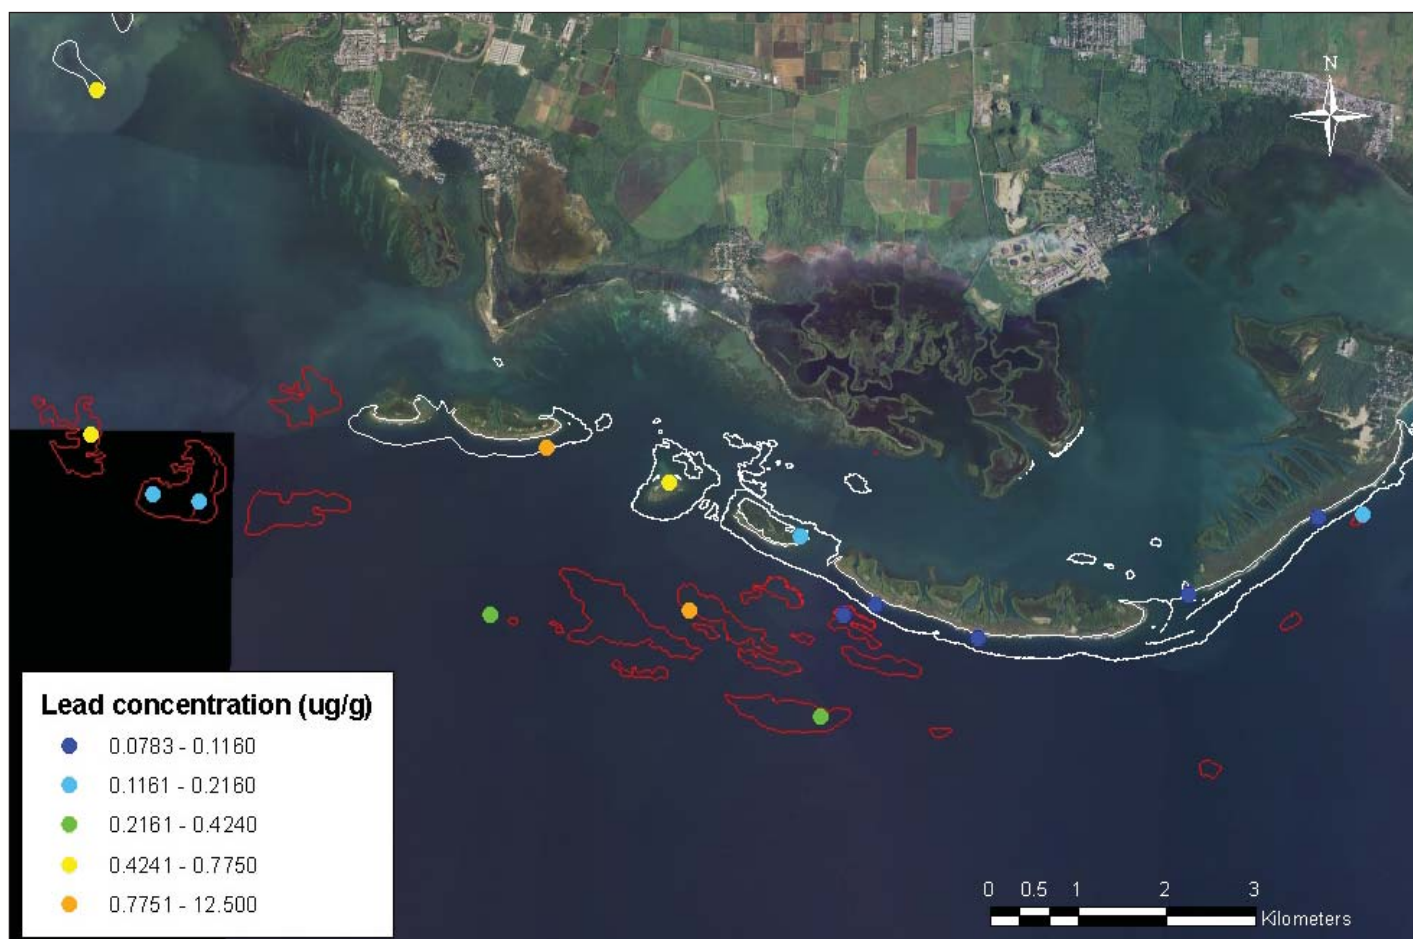 N
Lead concentration (ug/g)
0.0783 - 0.1160
0.1161 - 0.2160
0.2161 - 0.4240
0.4241 - 0.7750
0.7751 - 12.500
0 0.5 1 2 3
Kilometers